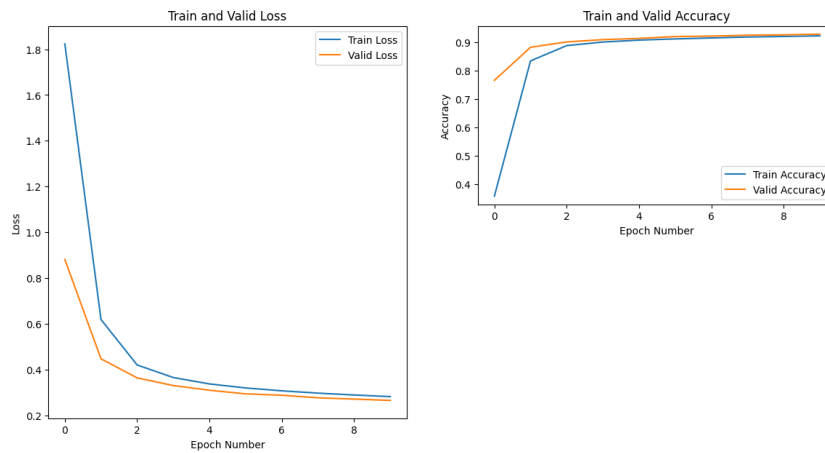 Train and Valid Loss
1.8
1.6
1.4
1.2
1.0
0.8
0.6
0.4
0.2
Loss
Train Loss
Valid Loss
0 2 4 6 8
Epoch Number
Train and Valid Accuracy
0.9
0.8
0.7
0.6
0.5
0.4
Accuracy
Train Accuracy
Valid Accuracy
0 2 4 6 8
Epoch Number